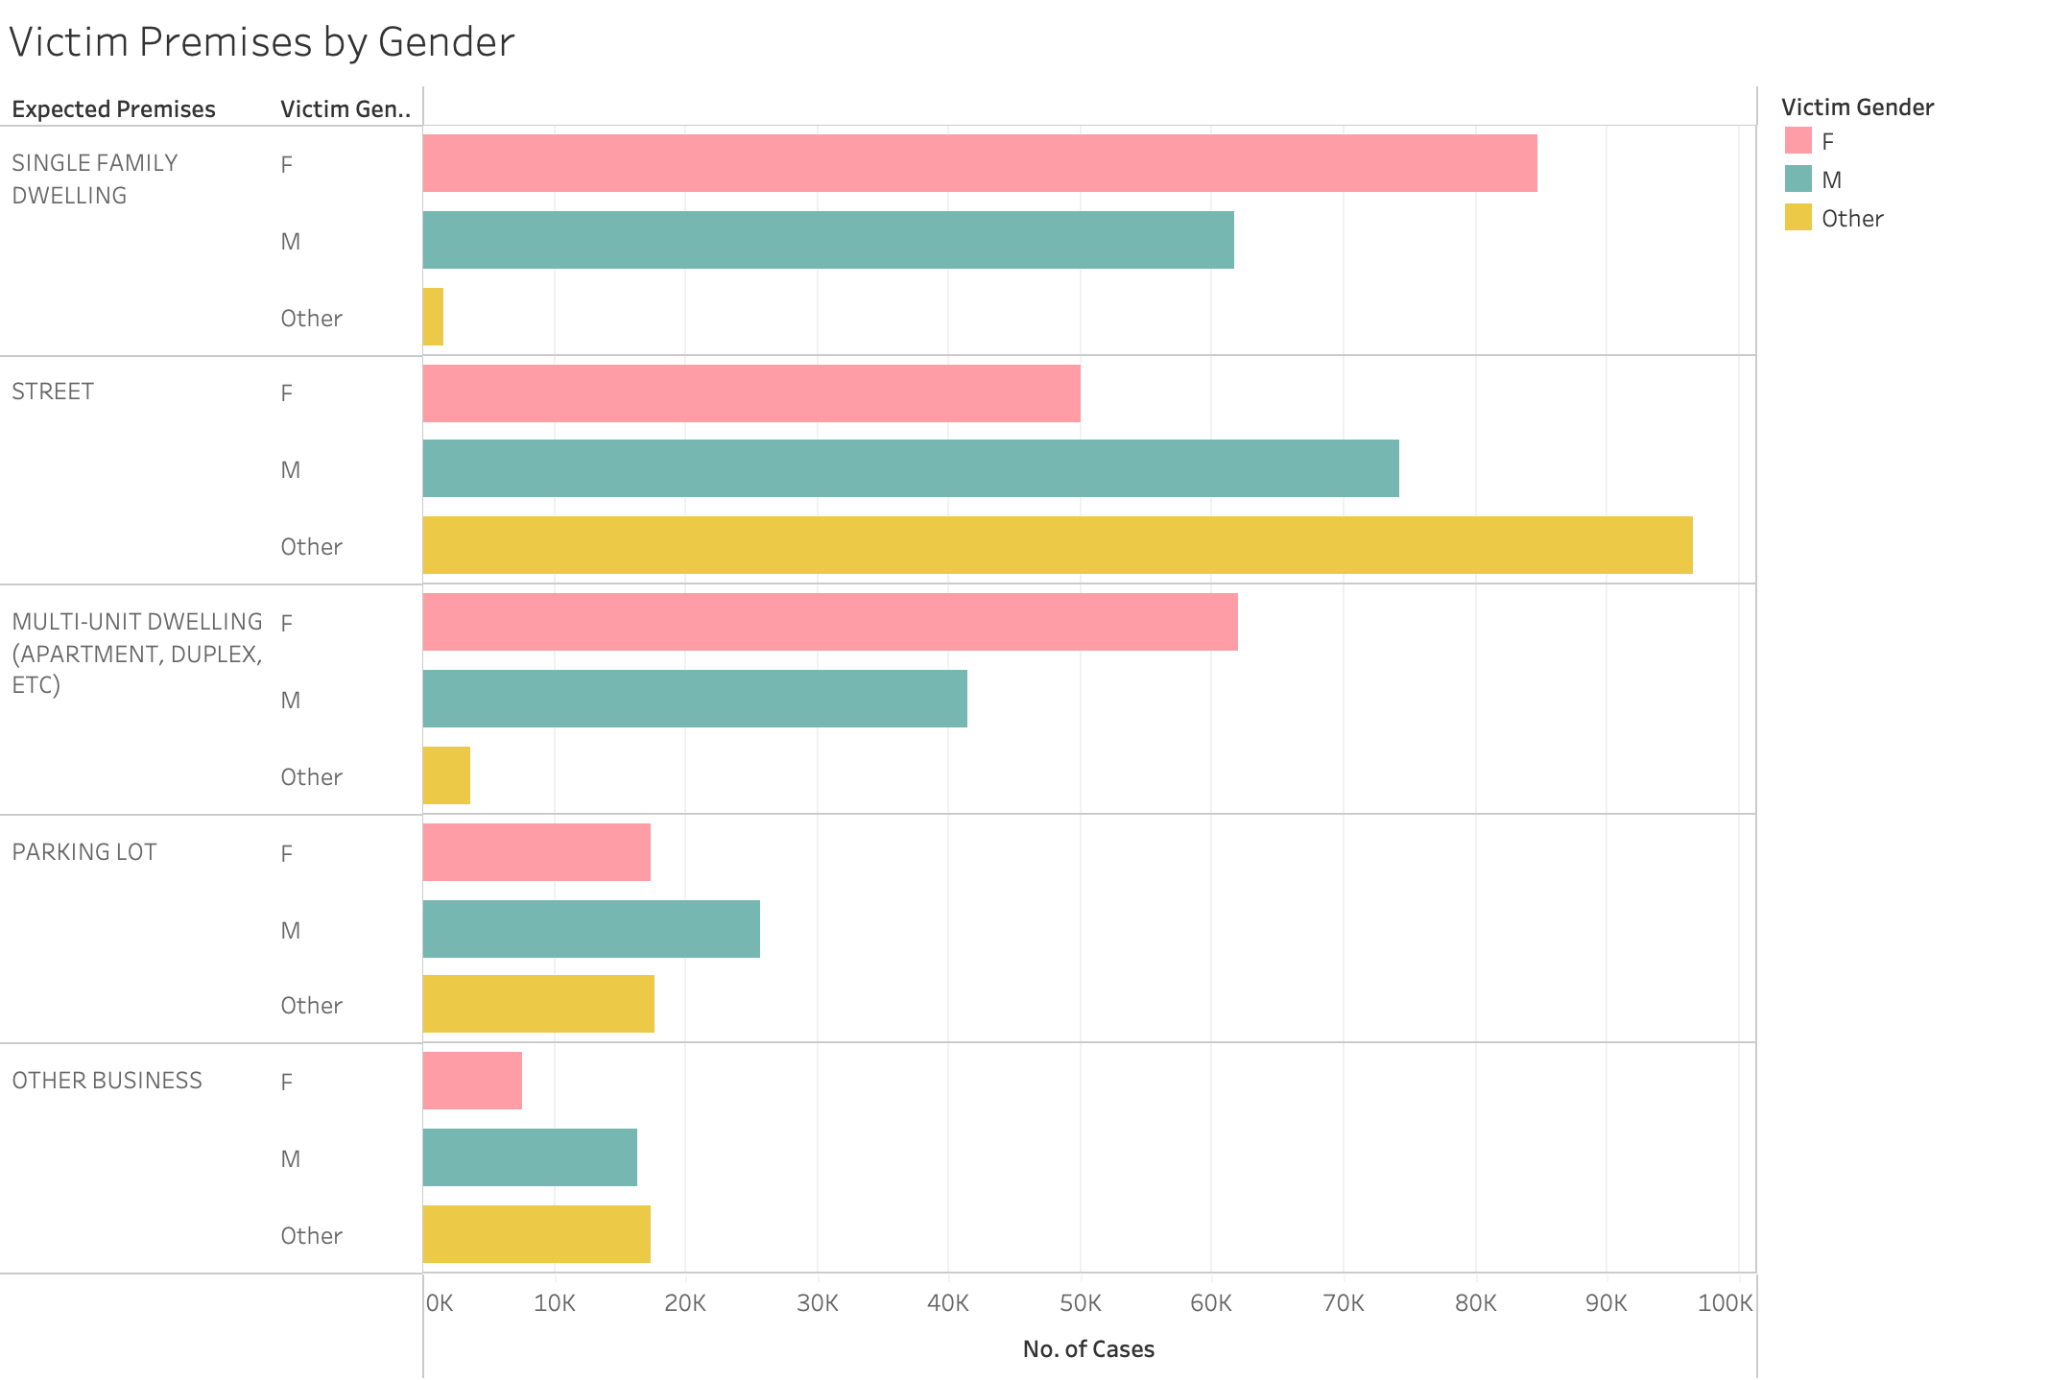 Victim Premises by Gender
Expected Premises Victim Gen..
Victim Gender
F
M
Other
SINGLE FAMILY
DWELLING
F
M
Other
STREET
F
M
Other
MULTI-UNIT DWELLING
(APARTMENT, DUPLEX,
ETC)
F
M
Other
PARKING LOT
F
M
Other
OTHER BUSINESS
F
M
Other
0K 10K 20K 30K 40K 50K 60K 70K 80K 90K 100K
No. of Cases